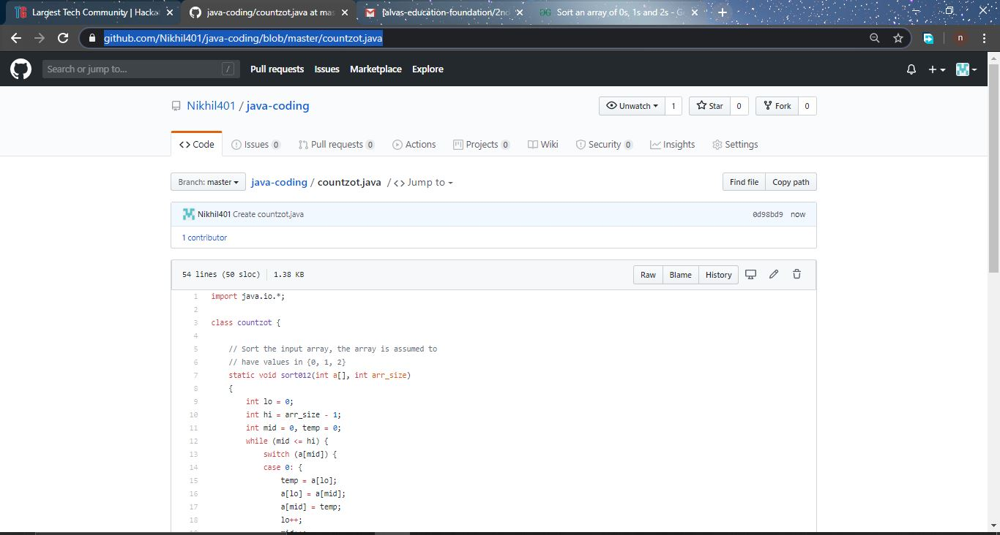 Largest Tech Community | Hacka
java-coding/countzot.java at mas
[alvas-education-foundation/2nd
Sort an array of 0s, 1s and 2s - G
github.com/Nikhil401/java-coding/blob/master/countzot.java
n
Search or jump to...
/
Pull requests
Issues
Marketplace
Explore
Nikhil401 / java-coding
Unwatch 1
Star 0
Fork 0
<> Code
Issues 0
Pull requests 0
Actions
Projects 0
Wiki
Security 0
Insights
Settings
Branch: master
java-coding / countzot.java / <> Jump to
Find file
Copy path
Nikhil401 Create countzot.java
0d98bd9 now
1 contributor
54 lines (50 sloc) | 1.38 KB
Raw
Blame
History
1 import java.io.*;
2
3 class countzot {
4
5 // Sort the input array, the array is assumed to
6 // have values in {0, 1, 2}
7 static void sort012(int a[], int arr_size)
8 {
9 int lo = 0;
10 int hi = arr_size - 1;
11 int mid = 0, temp = 0;
12 while (mid <= hi) {
13 switch (a[mid]) {
14 case 0: {
15 temp = a[lo];
16 a[lo] = a[mid];
17 a[mid] = temp;
18 lo++;